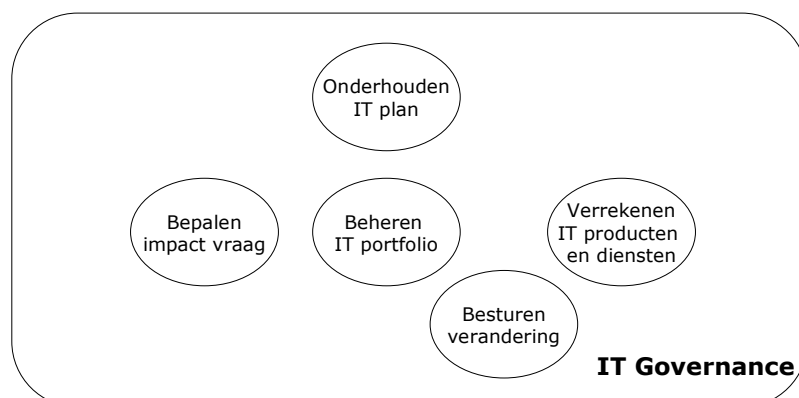 Onderhouden
IT plan
Bepalen
impact vraag
Beheren
IT portfolio
Verrekenen
IT producten
en diensten
Besturen
verandering
IT Governance